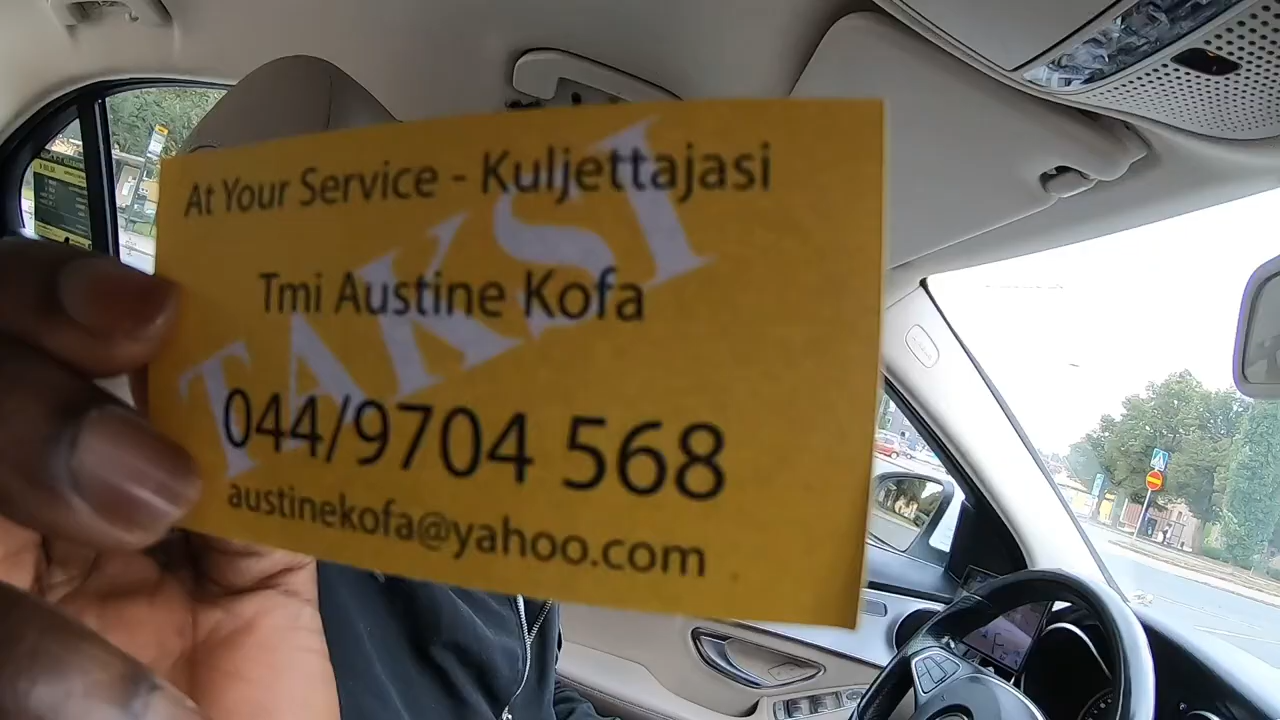 At Your Service - Kuljettajasi
Tmi Austine Kofa
TAKSI
044/9704 568
austinekofa@yahoo.com